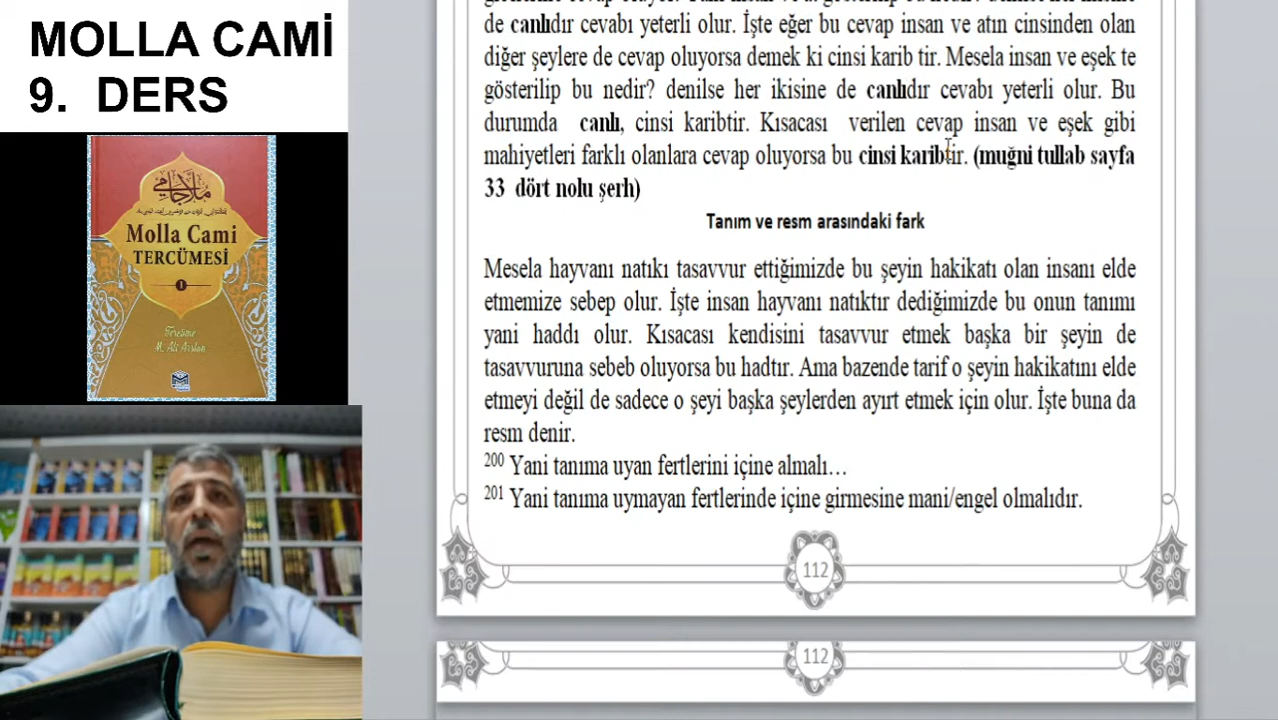 MOLLA CAMİ
9. DERS
ملا جامي
Molla Cami
TERCÜMESİ
1
Tercüme
M. Ali Arslan
de canlıdır cevabı yeterli olur. İşte eğer bu cevap insan ve atın cinsinden olan
diğer şeylere de cevap oluyorsa demek ki cinsi karib tir. Mesela insan ve eşek te
gösterilip bu nedir? denilse her ikisine de canlıdır cevabı yeterli olur. Bu
durumda canlı, cinsi karibtir. Kısacası verilen cevap insan ve eşek gibi
mahiyetleri farklı olanlara cevap oluyorsa bu cinsi karibtir. (muğni tullab sayfa
33 dört nolu şerh)
Tanım ve resm arasındaki fark
Mesela hayvanı natıkı tasavvur ettiğimizde bu şeyin hakikatı olan insanı elde
etmemize sebep olur. İşte insan hayvanı natıktır dediğimizde bu onun tanımı
yani haddı olur. Kısacası kendisini tasavvur etmek başka bir şeyin de
tasavvuruna sebeb oluyorsa bu hadtır. Ama bazende tarif o şeyin hakikatını elde
etmeyi değil de sadece o şeyi başka şeylerden ayırt etmek için olur. İşte buna da
resm denir.
200 Yani tanıma uyan fertlerini içine almalı…
201 Yani tanıma uymayan fertlerinde içine girmesine mani/engel olmalıdır.
112
112